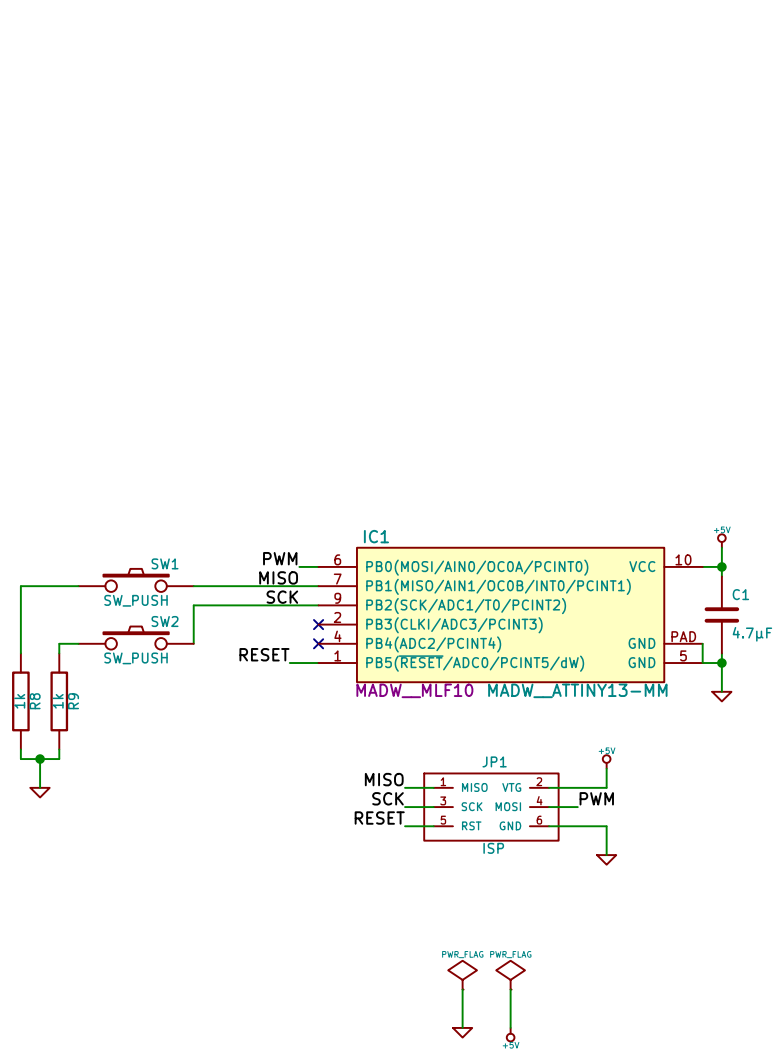 +5V
IC1
PWM 6 PB0(MOSI/AIN0/OC0A/PCINT0) VCC 10
SW1
MISO 7 PB1(MISO/AIN1/OC0B/INT0/PCINT1)
SW_PUSH
SCK 9 PB2(SCK/ADC1/T0/PCINT2)
C1
4.7µF
SW2
2 PB3(CLKI/ADC3/PCINT3)
4 PB4(ADC2/PCINT4) GND PAD
SW_PUSH
RESET 1 PB5(RESET/ADC0/PCINT5/dW) GND 5
MADW__MLF10 MADW__ATTINY13-MM
1k R8 1k R9
+5V
JP1
MISO 1 MISO VTG 2
SCK 3 SCK MOSI 4 PWM
RESET 5 RST GND 6
ISP
PWR_FLAG PWR_FLAG
+5V